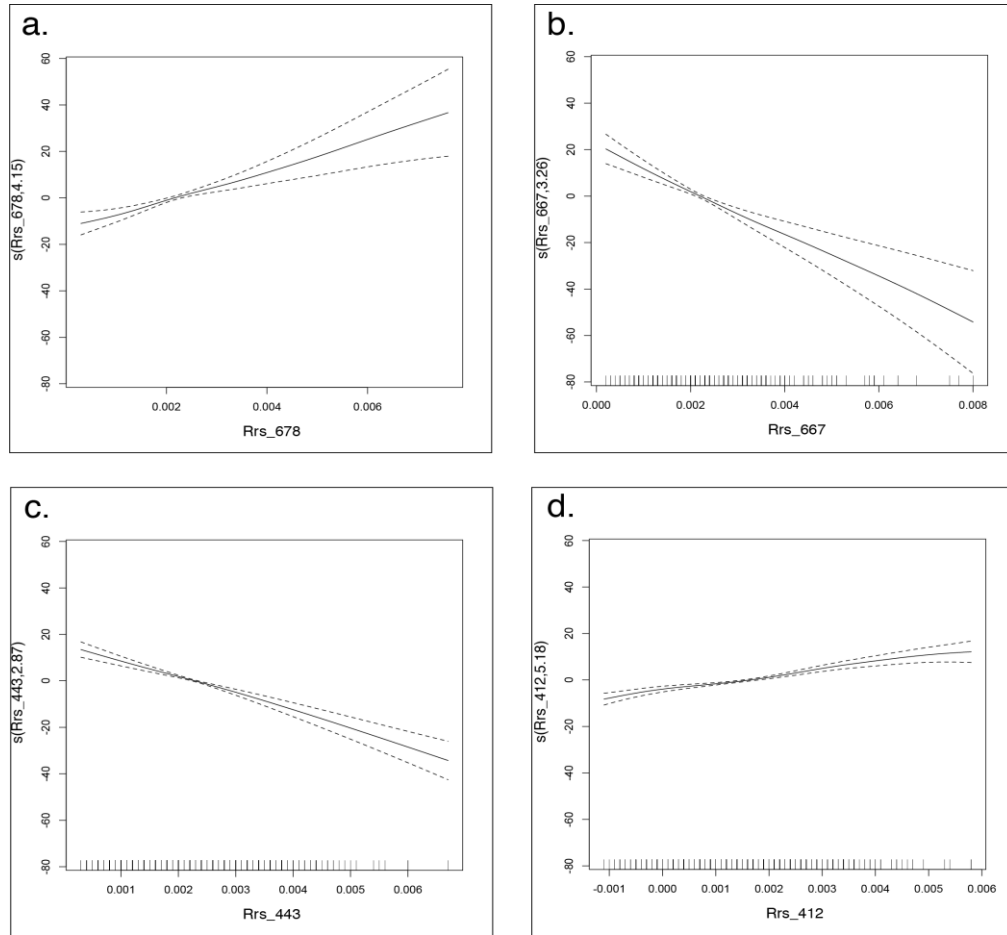 a.
60
40
20
0
-20
-40
-60
-80
s(Rrs_678,4.15)
0.002 0.004 0.006
Rrs_678
b.
60
40
20
0
-20
-40
-60
-80
s(Rrs_667,3.26)
0.000 0.002 0.004 0.006 0.008
Rrs_667
c.
60
40
20
0
-20
-40
-60
-80
s(Rrs_443,2.87)
0.001 0.002 0.003 0.004 0.005 0.006
Rrs_443
d.
60
40
20
0
-20
-40
-60
-80
s(Rrs_412,5.18)
-0.001 0.000 0.001 0.002 0.003 0.004 0.005 0.006
Rrs_412